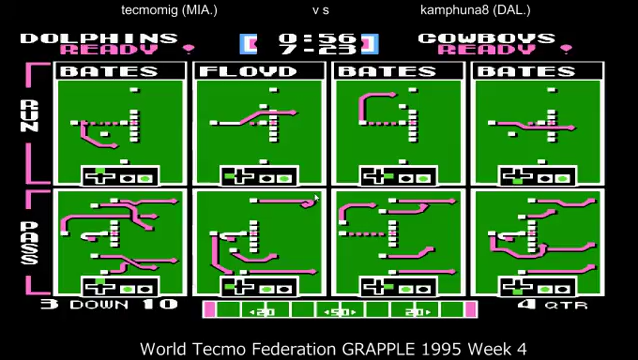 tecmomig (MIA.) v s kamphuna8 (DAL.)
DOLPHINS 0:56 COWBOYS
READY 7-23 READY
BATES FLOYD BATES BATES
RUN
PASS
3 DOWN 10 20 50 20 4 QTR
World Tecmo Federation GRAPPLE 1995 Week 4